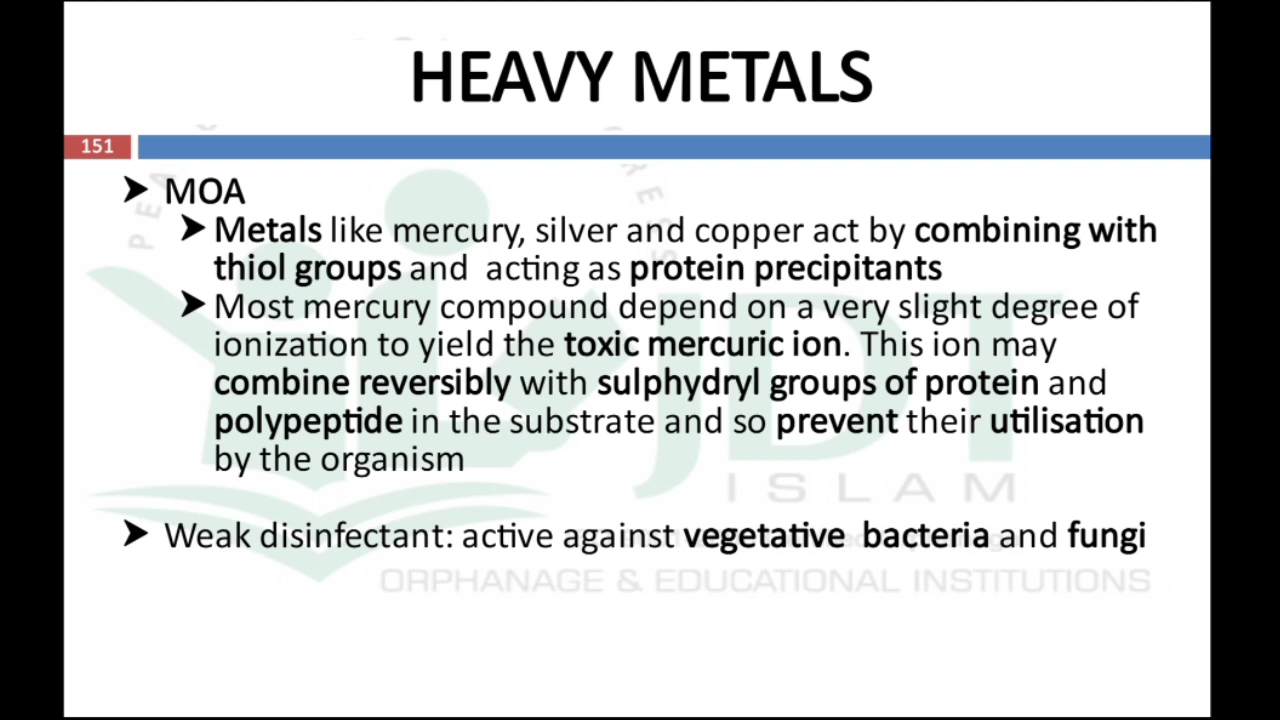 HEAVY METALS
151
➤ MOA
➤ Metals like mercury, silver and copper act by combining with
thiol groups and acting as protein precipitants
➤ Most mercury compound depend on a very slight degree of
ionization to yield the toxic mercuric ion. This ion may
combine reversibly with sulphydryl groups of protein and
polypeptide in the substrate and so prevent their utilisation
by the organism
JDT
ISLAM
➤ Weak disinfectant: active against vegetative bacteria and fungi
ORPHANAGE & EDUCATIONAL INSTITUTIONS